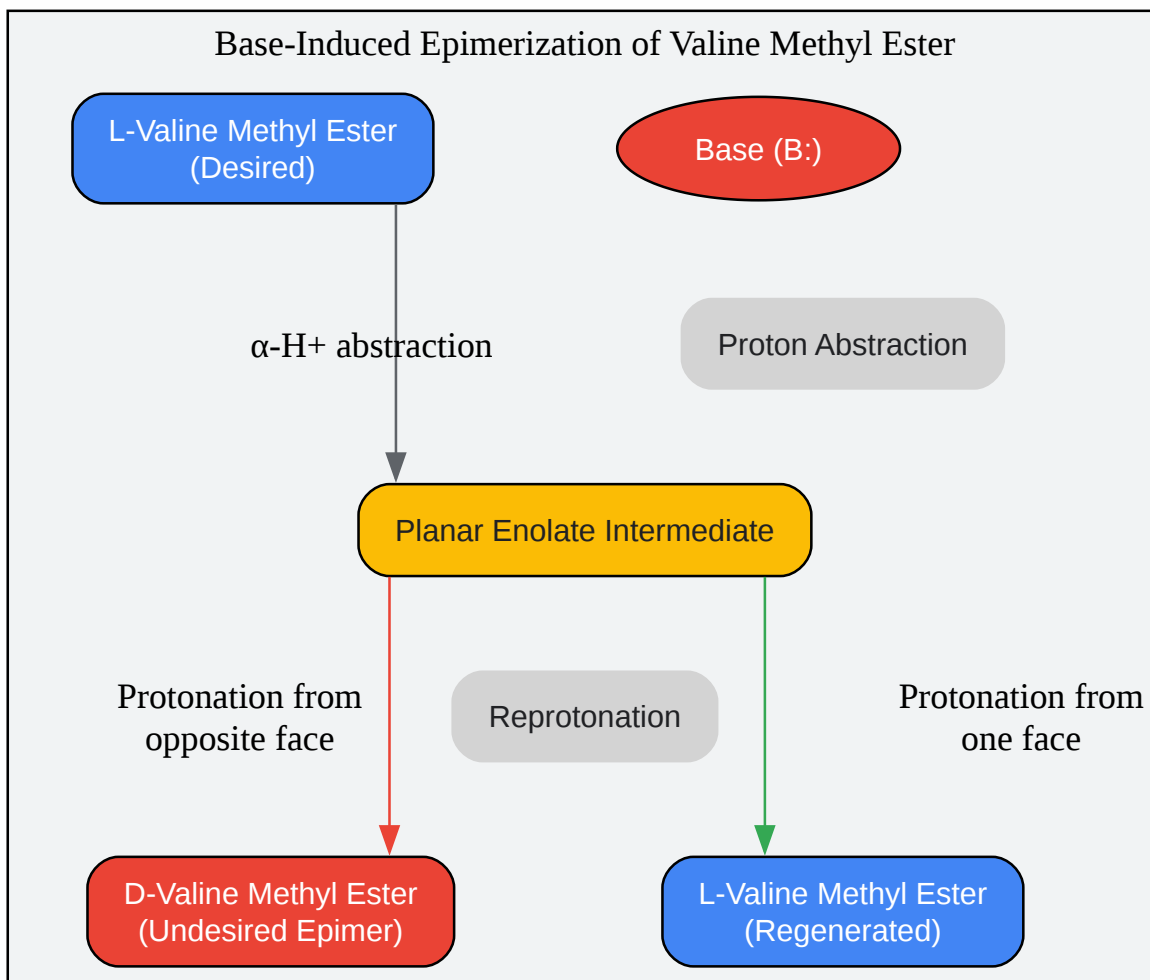 Base-Induced Epimerization of Valine Methyl Ester
L-Valine Methyl Ester
(Desired)
Base (B:)
α-H+ abstraction
Proton Abstraction
Planar Enolate Intermediate
Protonation from
opposite face
Reprotonation
Protonation from
one face
D-Valine Methyl Ester
(Undesired Epimer)
L-Valine Methyl Ester
(Regenerated)